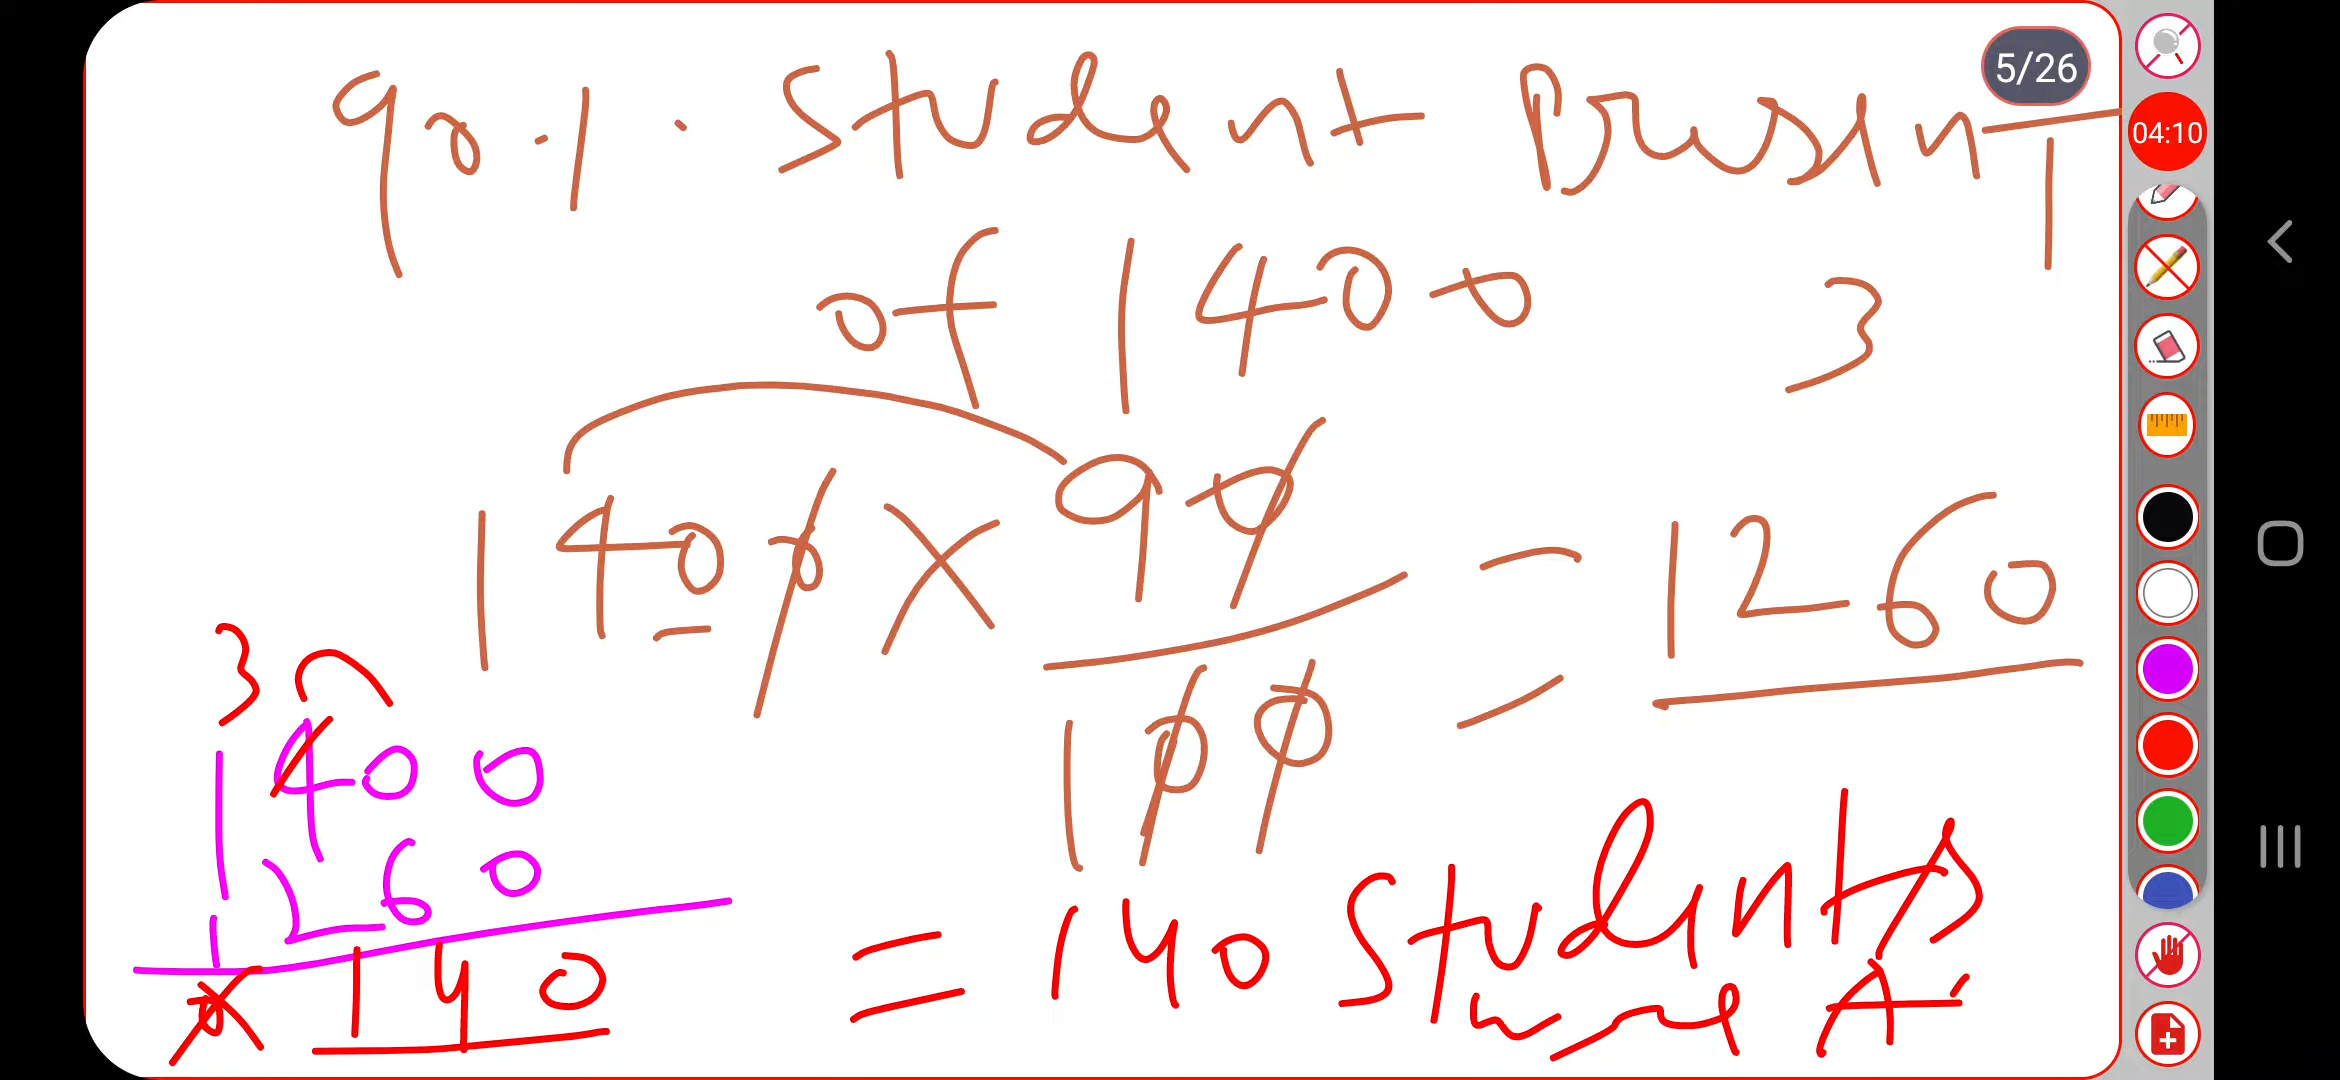 90% Student Present
5/26
04:10
of 1400
3
1400 × 90 = 1260
100
3
1400
1260
0140 = 140 Students
were A